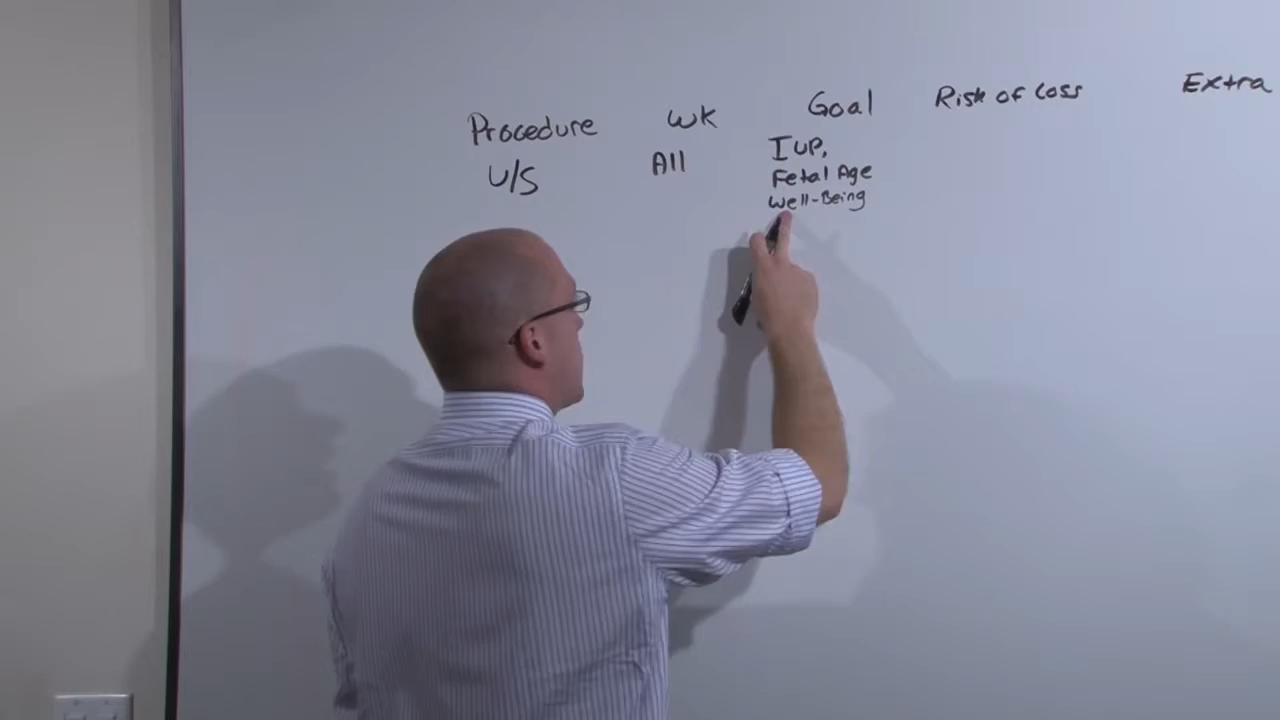 Procedure wk Goal Risk of Loss Extra
U/S All IUP,
Fetal Age
Well-Being